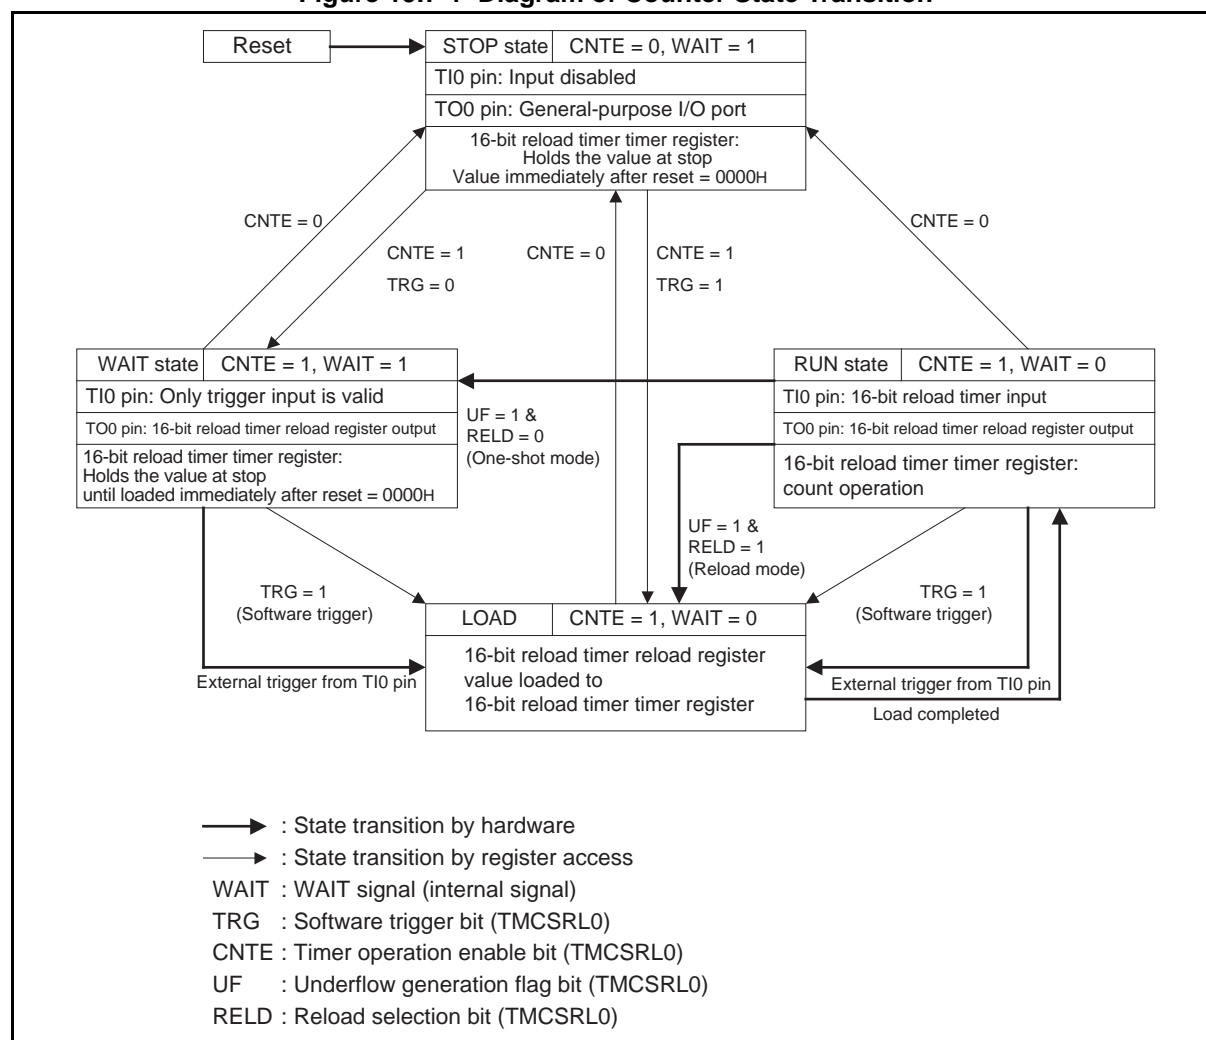 Reset
STOP state CNTE = 0, WAIT = 1
TI0 pin: Input disabled
TO0 pin: General-purpose I/O port
16-bit reload timer timer register:
Holds the value at stop
Value immediately after reset = 0000H
CNTE = 0
CNTE = 1
TRG = 0
CNTE = 0
CNTE = 1
TRG = 1
CNTE = 0
WAIT state CNTE = 1, WAIT = 1
TI0 pin: Only trigger input is valid
TO0 pin: 16-bit reload timer reload register output
16-bit reload timer timer register:
Holds the value at stop
until loaded immediately after reset = 0000H
UF = 1 &
RELD = 0
(One-shot mode)
RUN state CNTE = 1, WAIT = 0
TI0 pin: 16-bit reload timer input
TO0 pin: 16-bit reload timer reload register output
16-bit reload timer timer register:
count operation
UF = 1 &
RELD = 1
(Reload mode)
TRG = 1
(Software trigger)
TRG = 1
(Software trigger)
LOAD CNTE = 1, WAIT = 0
16-bit reload timer reload register
value loaded to
16-bit reload timer timer register
External trigger from TI0 pin
External trigger from TI0 pin
Load completed
: State transition by hardware
: State transition by register access
WAIT : WAIT signal (internal signal)
TRG : Software trigger bit (TMCSRL0)
CNTE : Timer operation enable bit (TMCSRL0)
UF : Underflow generation flag bit (TMCSRL0)
RELD : Reload selection bit (TMCSRL0)